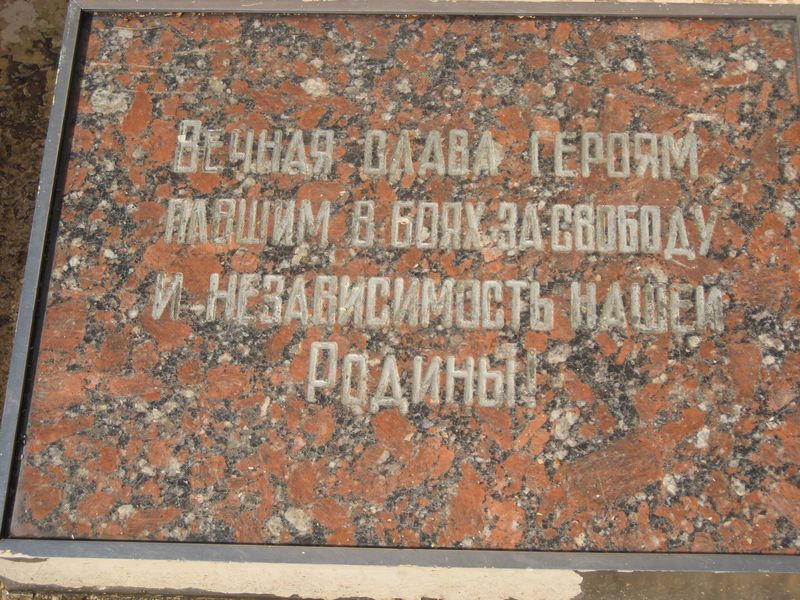 Вечная слава героям
павшим в боях за свободу
и независимость нашей
Родины!